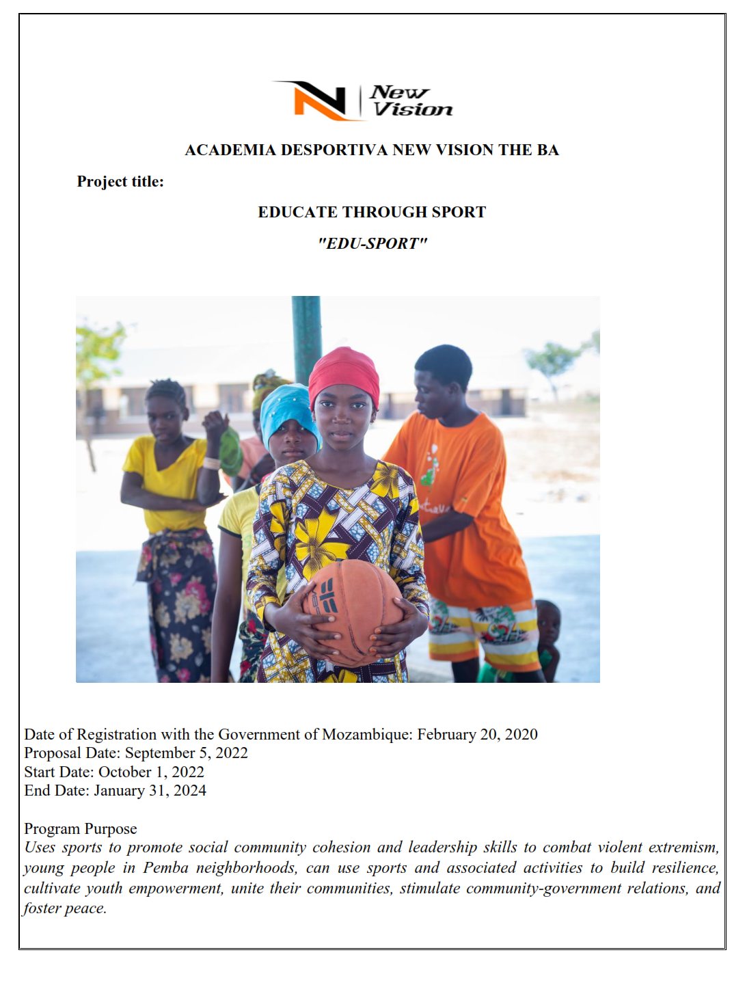 New
Vision
ACADEMIA DESPORTIVA NEW VISION THE BA
Project title:
EDUCATE THROUGH SPORT
"EDU-SPORT"
Date of Registration with the Government of Mozambique: February 20, 2020
Proposal Date: September 5, 2022
Start Date: October 1, 2022
End Date: January 31, 2024
Program Purpose
Uses sports to promote social community cohesion and leadership skills to combat violent extremism,
young people in Pemba neighborhoods, can use sports and associated activities to build resilience,
cultivate youth empowerment, unite their communities, stimulate community-government relations, and
foster peace.